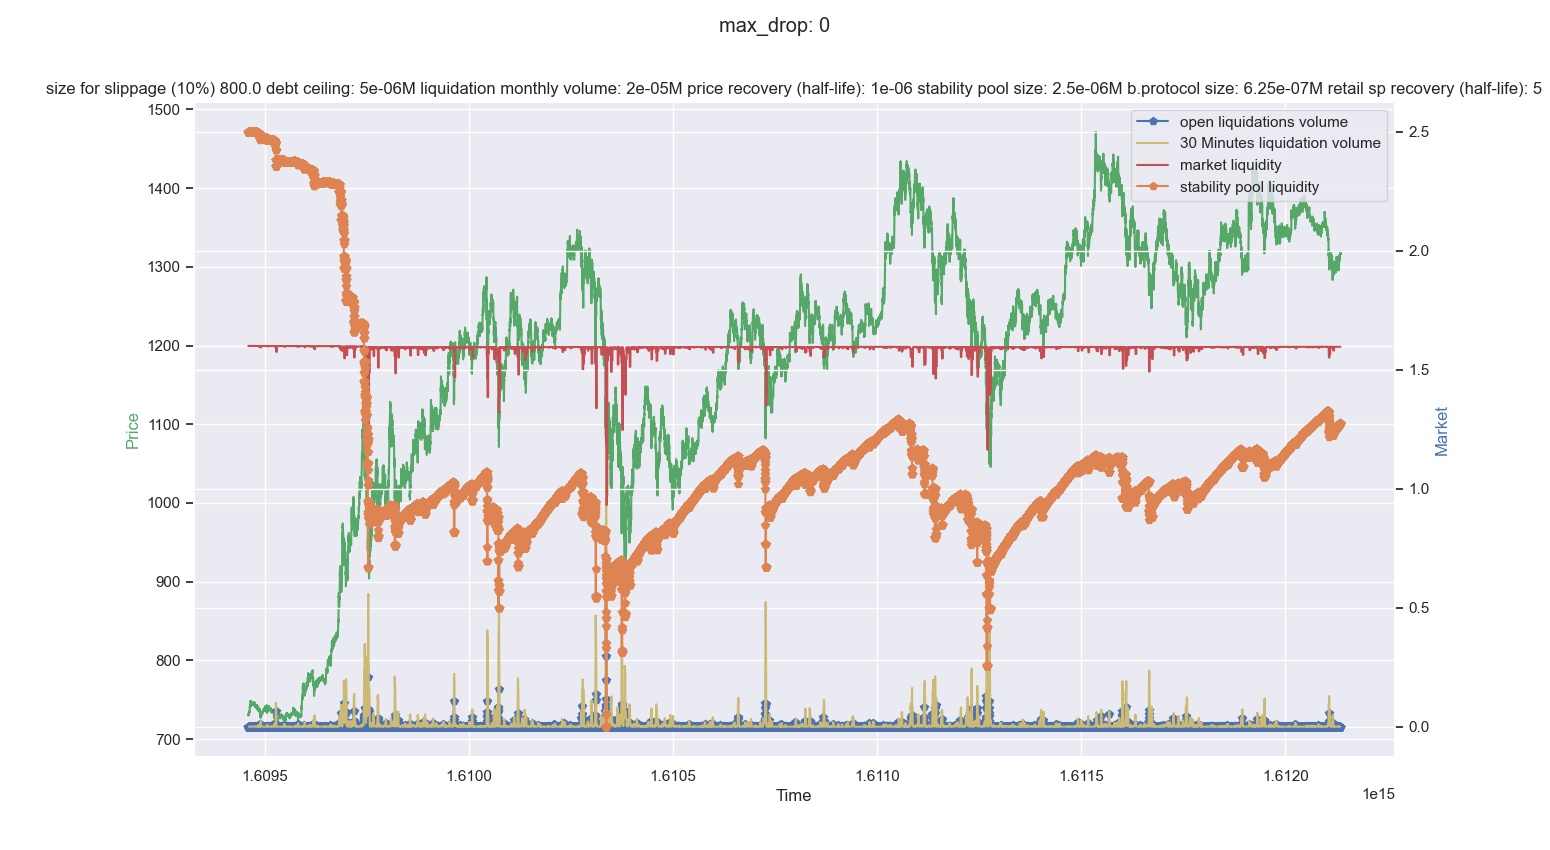 max_drop: 0
size for slippage (10%) 800.0 debt ceiling: 5e-06M liquidation monthly volume: 2e-05M price recovery (half-life): 1e-06 stability pool size: 2.5e-06M b.protocol size: 6.25e-07M retail sp recovery (half-life): 5
open liquidations volume
30 Minutes liquidation volume
market liquidity
stability pool liquidity
1500
1400
1300
1200
1100
1000
900
800
700
Price
2.5
2.0
1.5
1.0
0.5
0.0
Market
1.6095 1.6100 1.6105 1.6110 1.6115 1.6120
Time
1e15